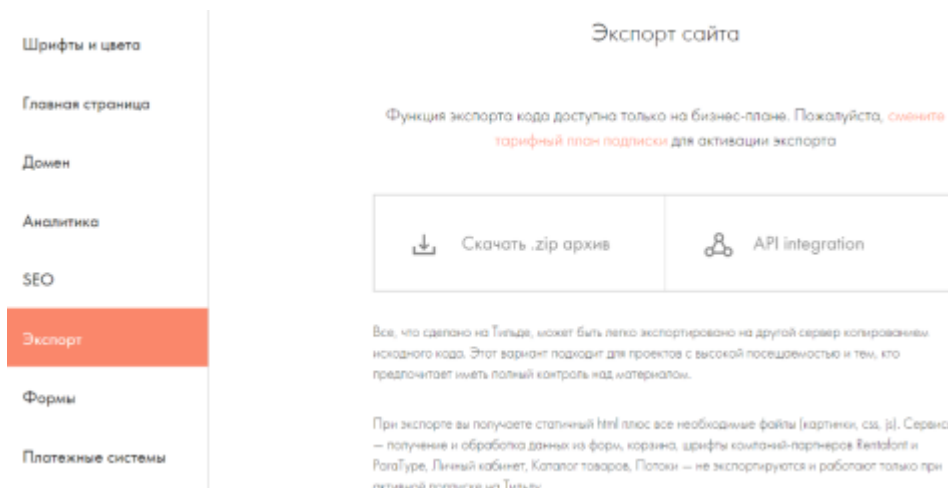 Шрифты и цвета
Главная страница
Домен
Аналитика
SEO
Экспорт
Формы
Платежные системы
Экспорт сайта
Функция экспорта кода доступна только на бизнес-плане. Пожалуйста, смените
тарифный план подписки для активации экспорта
Скачать .zip архив
API integration
Все, что сделано на Тильде, может быть легко экспортировано на другой сервер копированием
исходного кода. Этот вариант подходит для проектов с высокой посещаемостью и тем, кто
предпочитает иметь полный контроль над материалом.
При экспорте вы получаете статичный html плюс все необходимые файлы (картинки, css, js). Сервис
— получение и обработка данных из форм, корзина, шрифты компаний-партнеров Rentafont и
ParaType, Личный кабинет, Каталог товаров, Потоки — не экспортируются и работают только при
активной подписке на Тильду.